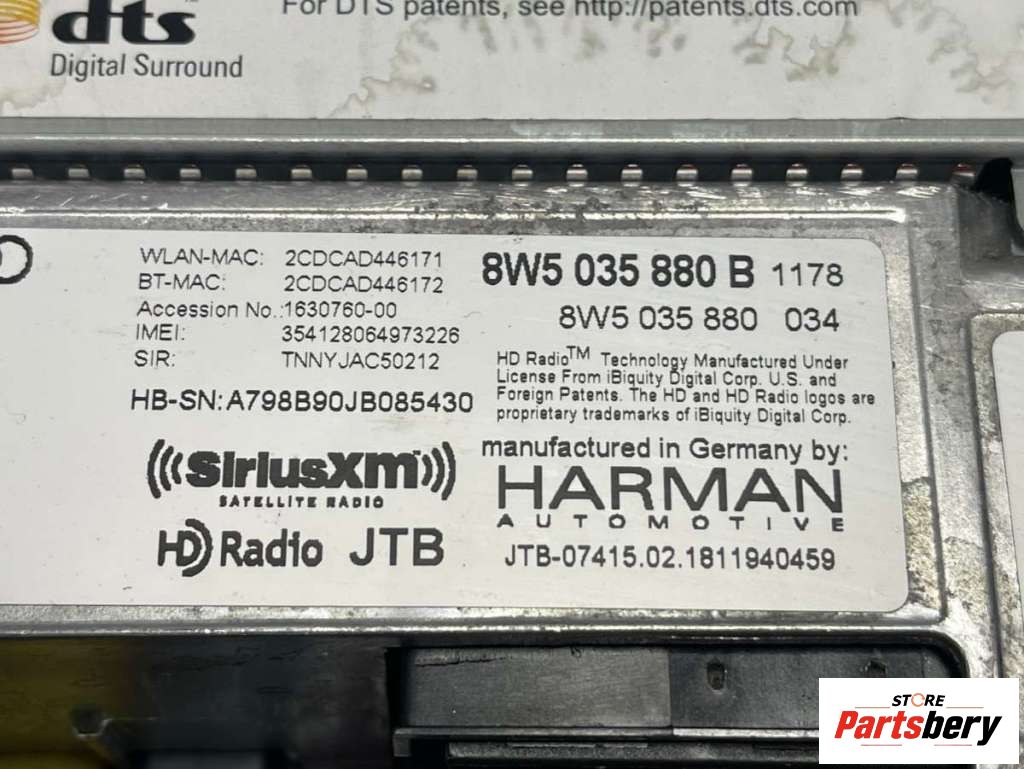 For DTS patents, see http://patents.dts.com
dts
Digital Surround
WLAN-MAC: 2CDCAD446171
BT-MAC: 2CDCAD446172
Accession No.:1630760-00
IMEI: 354128064973226
SIR: TNNYJAC50212
HB-SN:A798B90JB085430
SiriusXm
SATELLITE RADIO
HD Radio JTB
8W5 035 880 B 1178
8W5 035 880 034
HD Radio™ Technology Manufactured Under
License From iBiquity Digital Corp. U.S. and
Foreign Patents. The HD and HD Radio logos are
proprietary trademarks of iBiquity Digital Corp.
manufactured in Germany by:
HARMAN
AUTOMOTIVE
JTB-07415.02.1811940459
STORE
Partsbery